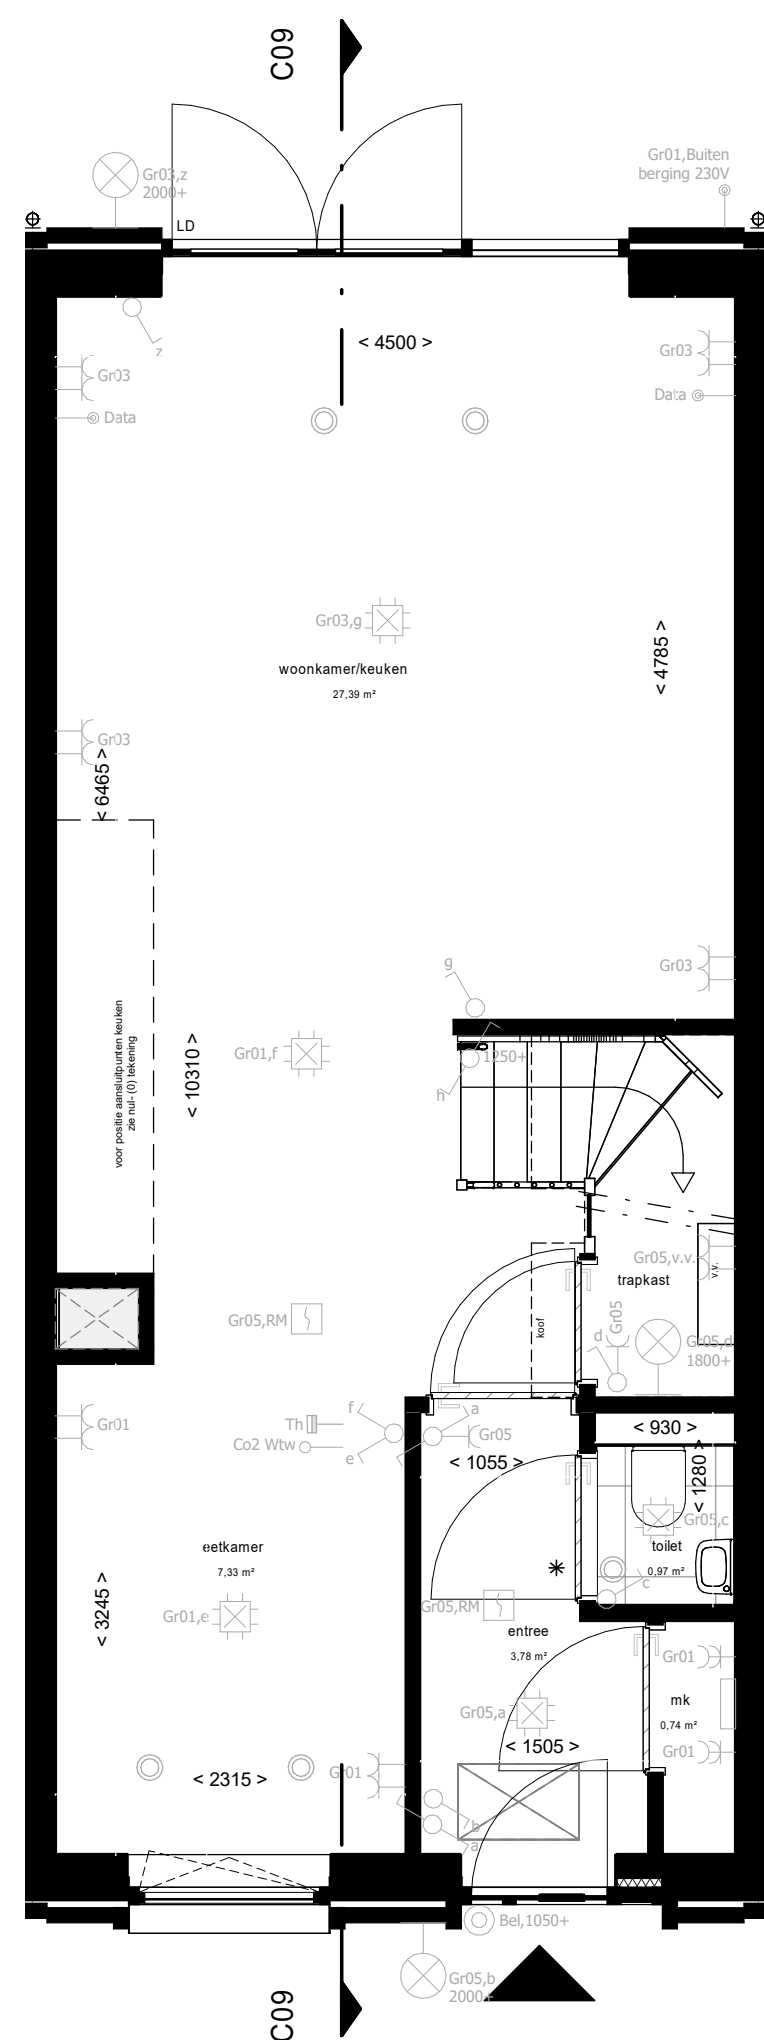 C09
Gr03,z
2000+
Gr01,Buiten
berging 230V
LD
z
< 4500 >
Gr03
Gr03
Data
Data
Gr03,g
< 4785 >
woonkamer/keuken
27,39 m²
Gr03
< 6465 >
g
Gr03
voor positie aansluitpunten keuken
zie nul- (0) tekening
< 10310 >
Gr01,f
1250+
h
Gr05,v.v.
v.v.
trapkast
Gr05,RM
koof
Gr05
d
Gr05,d
1800+
Gr01
f
a
Th
Gr05
Co2 Wtw
e
< 930 >
< 1055 >
< 1280 >
Gr05,c
eetkamer
7,33 m²
toilet
0,97 m²
*
c
< 3245 >
Gr01,e
Gr05,RM
entree
3,78 m²
Gr01
mk
0,74 m²
Gr05,a
Gr01
< 1505 >
< 2315 >
Gr01
b
a
Bel,1050+
Gr05,b
2000+
C09